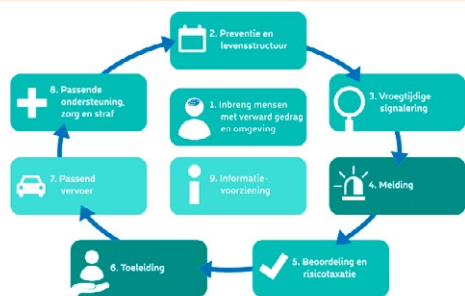 2. Preventie en
levensstructuur
8. Passende
ondersteuning,
zorg en straf
1. Inbreng mensen
met verward gedrag
en omgeving
3. Vroegtijdige
signalering
7. Passend
vervoer
9. Informatie-
voorziening
4. Melding
6. Toeleiding
5. Beoordeling en
risicotaxatie